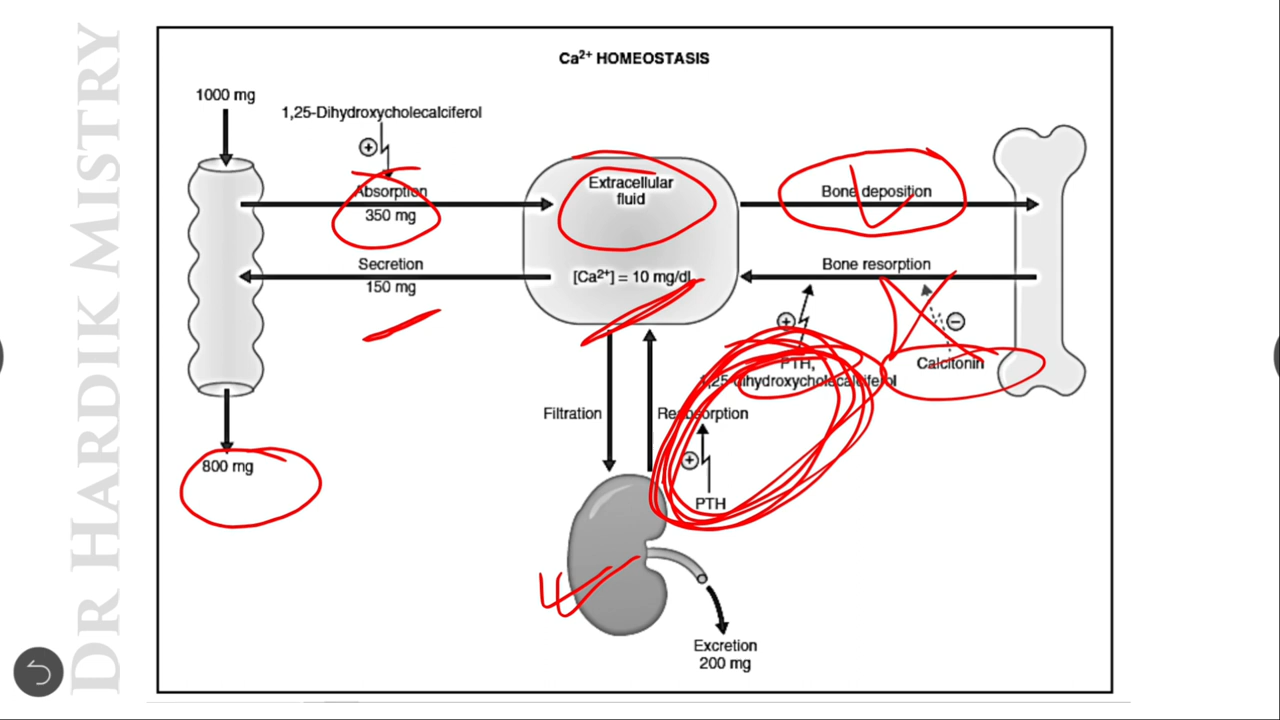 DR HARDIK MISTRY
Ca²⁺ HOMEOSTASIS
1000 mg
1,25-Dihydroxycholecalciferol
+
Absorption
350 mg
Extracellular
fluid
Bone deposition
Secretion
150 mg
[Ca²⁺] = 10 mg/dl
Bone resorption
+
−
PTH,
1,25-dihydroxycholecalciferol
Calcitonin
Filtration
Reabsorption
+
PTH
800 mg
Excretion
200 mg